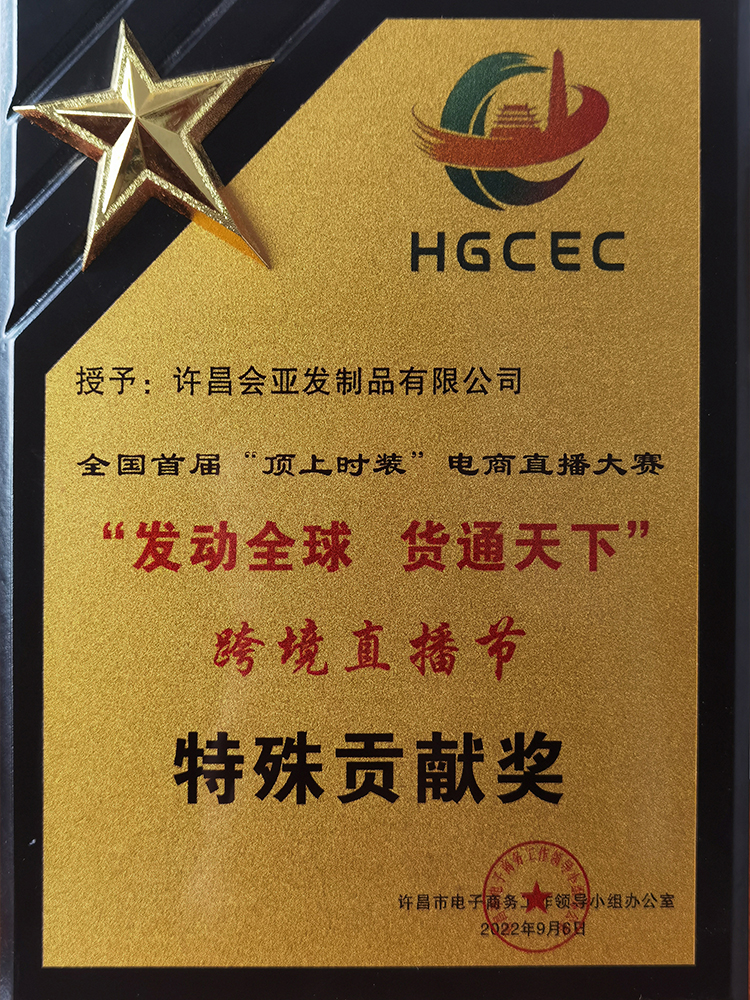 HGCEC
授予：许昌会亚发制品有限公司
全国首届“顶上时装”电商直播大赛
“发动全球 货通天下”
跨境直播节
特殊贡献奖
许昌市电子商务工作领导小组办公室
2022年9月6日